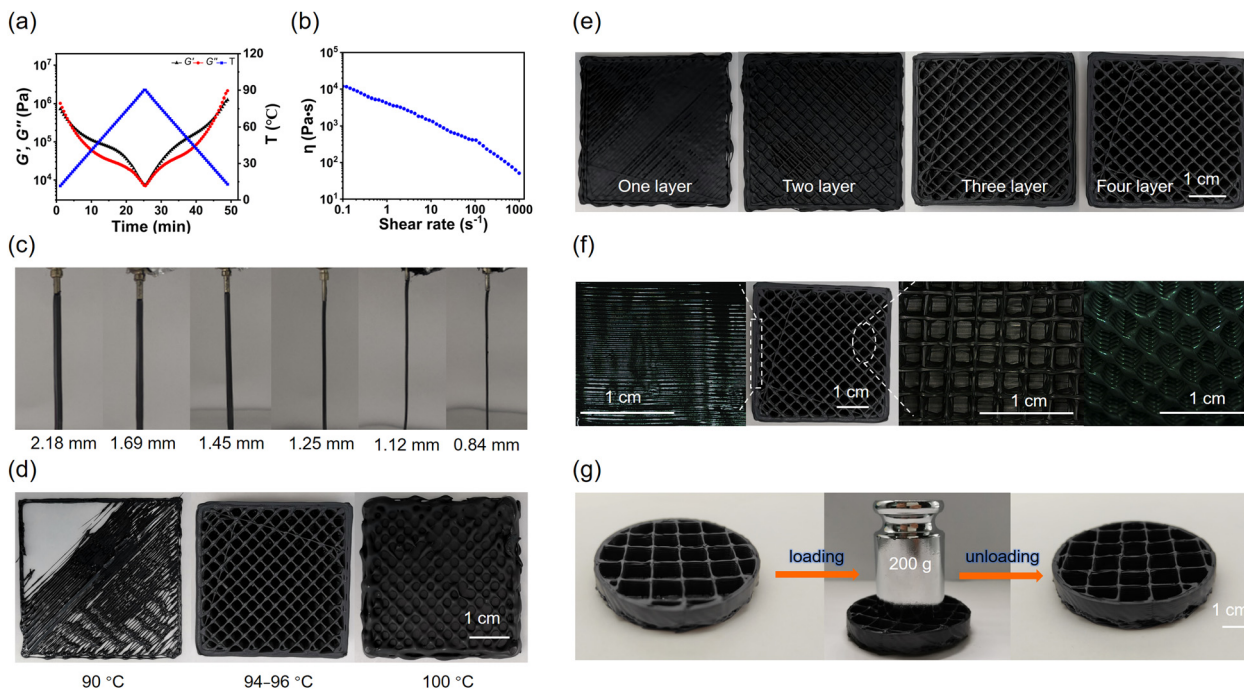 (a)
10⁷
10⁶
10⁵
10⁴
G', G'' (Pa)
G' G'' T
120
90
60
30
0
T (℃)
0 10 20 30 40 50
Time (min)
(b)
10⁵
10⁴
10³
10²
10¹
η (Pa•s)
0.1 1 10 100 1000
Shear rate (s⁻¹)
(c)
2.18 mm 1.69 mm 1.45 mm 1.25 mm 1.12 mm 0.84 mm
(d)
1 cm
90 °C 94–96 °C 100 °C
(e)
One layer Two layer Three layer Four layer
1 cm
(f)
1 cm 1 cm 1 cm 1 cm
(g)
loading 200 g unloading
1 cm